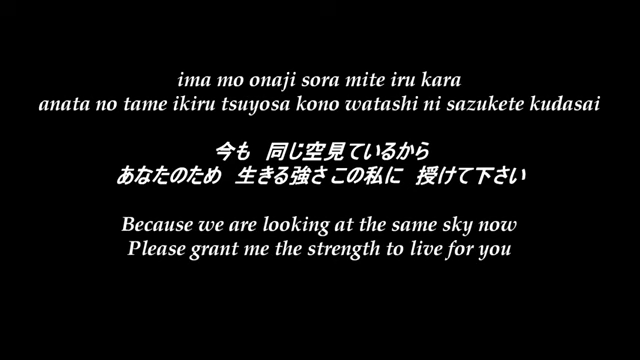 ima mo onaji sora mite iru kara
anata no tame ikiru tsuyosa kono watashi ni sazukete kudasai
今も　同じ空見ているから
あなたのため　生きる強さこの私に　授けて下さい
Because we are looking at the same sky now
Please grant me the strength to live for you